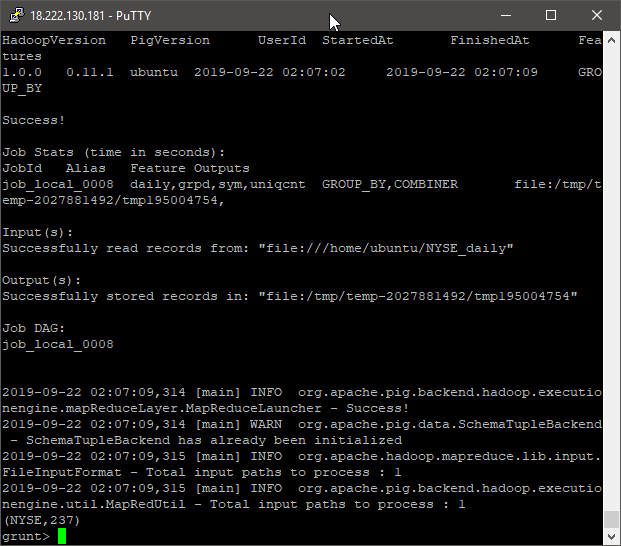 18.222.130.181 - PuTTY
HadoopVersion PigVersion UserId StartedAt FinishedAt Fea
tures
1.0.0 0.11.1 ubuntu 2019-09-22 02:07:02 2019-09-22 02:07:09 GRO
UP_BY
Success!
Job Stats (time in seconds):
JobId Alias Feature Outputs
job_local_0008 daily,grpd,sym,uniqcnt GROUP_BY,COMBINER file:/tmp/t
emp-2027881492/tmp195004754,
Input(s):
Successfully read records from: "file:///home/ubuntu/NYSE_daily"
Output(s):
Successfully stored records in: "file:/tmp/temp-2027881492/tmp195004754"
Job DAG:
job_local_0008
2019-09-22 02:07:09,314 [main] INFO org.apache.pig.backend.hadoop.executio
nengine.mapReduceLayer.MapReduceLauncher - Success!
2019-09-22 02:07:09,314 [main] WARN org.apache.pig.data.SchemaTupleBackend
- SchemaTupleBackend has already been initialized
2019-09-22 02:07:09,315 [main] INFO org.apache.hadoop.mapreduce.lib.input.
FileInputFormat - Total input paths to process : 1
2019-09-22 02:07:09,315 [main] INFO org.apache.pig.backend.hadoop.executio
nengine.util.MapRedUtil - Total input paths to process : 1
(NYSE,237)
grunt>